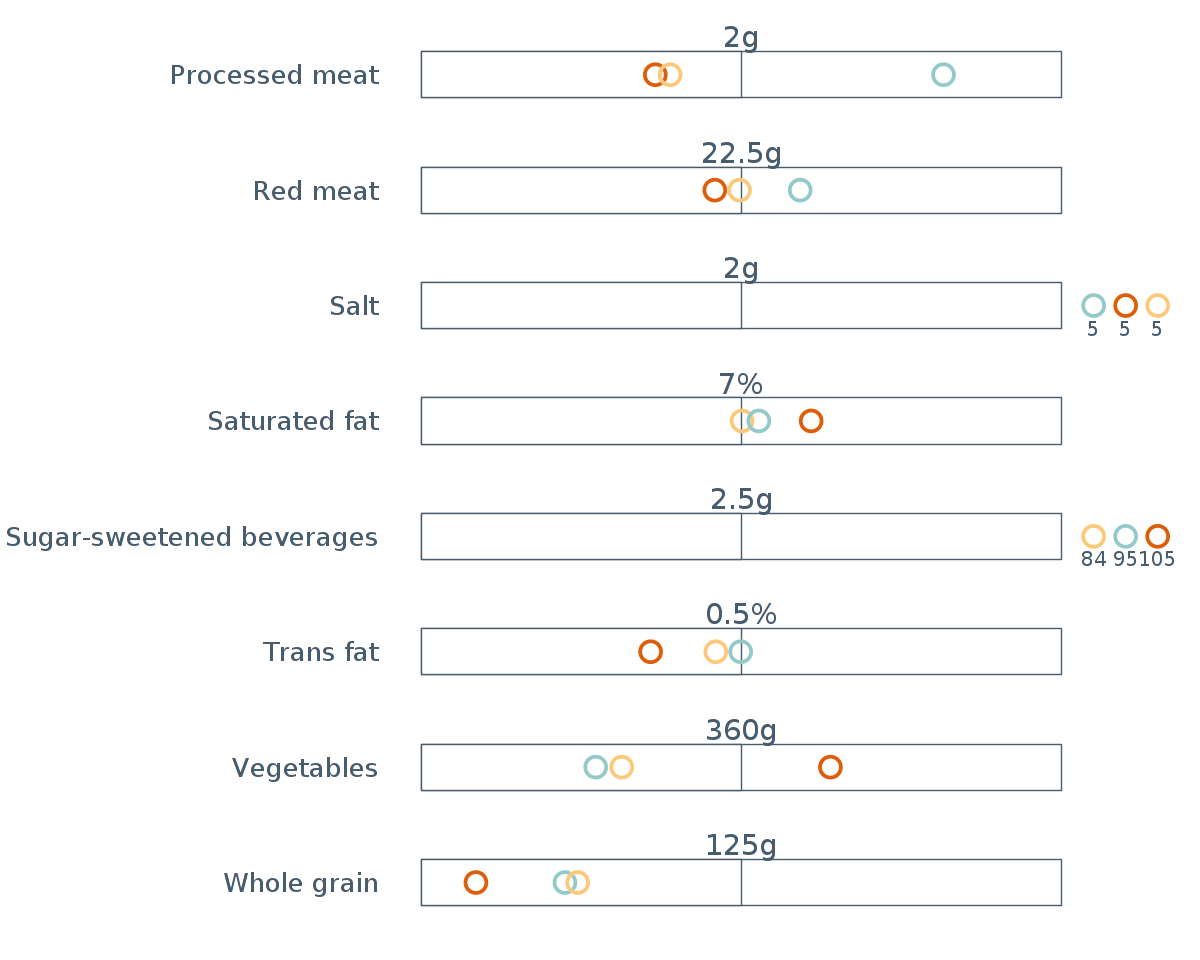 2g
Processed meat
22.5g
Red meat
2g
Salt
5 5 5
7%
Saturated fat
2.5g
Sugar-sweetened beverages
84 95 105
0.5%
Trans fat
360g
Vegetables
125g
Whole grain